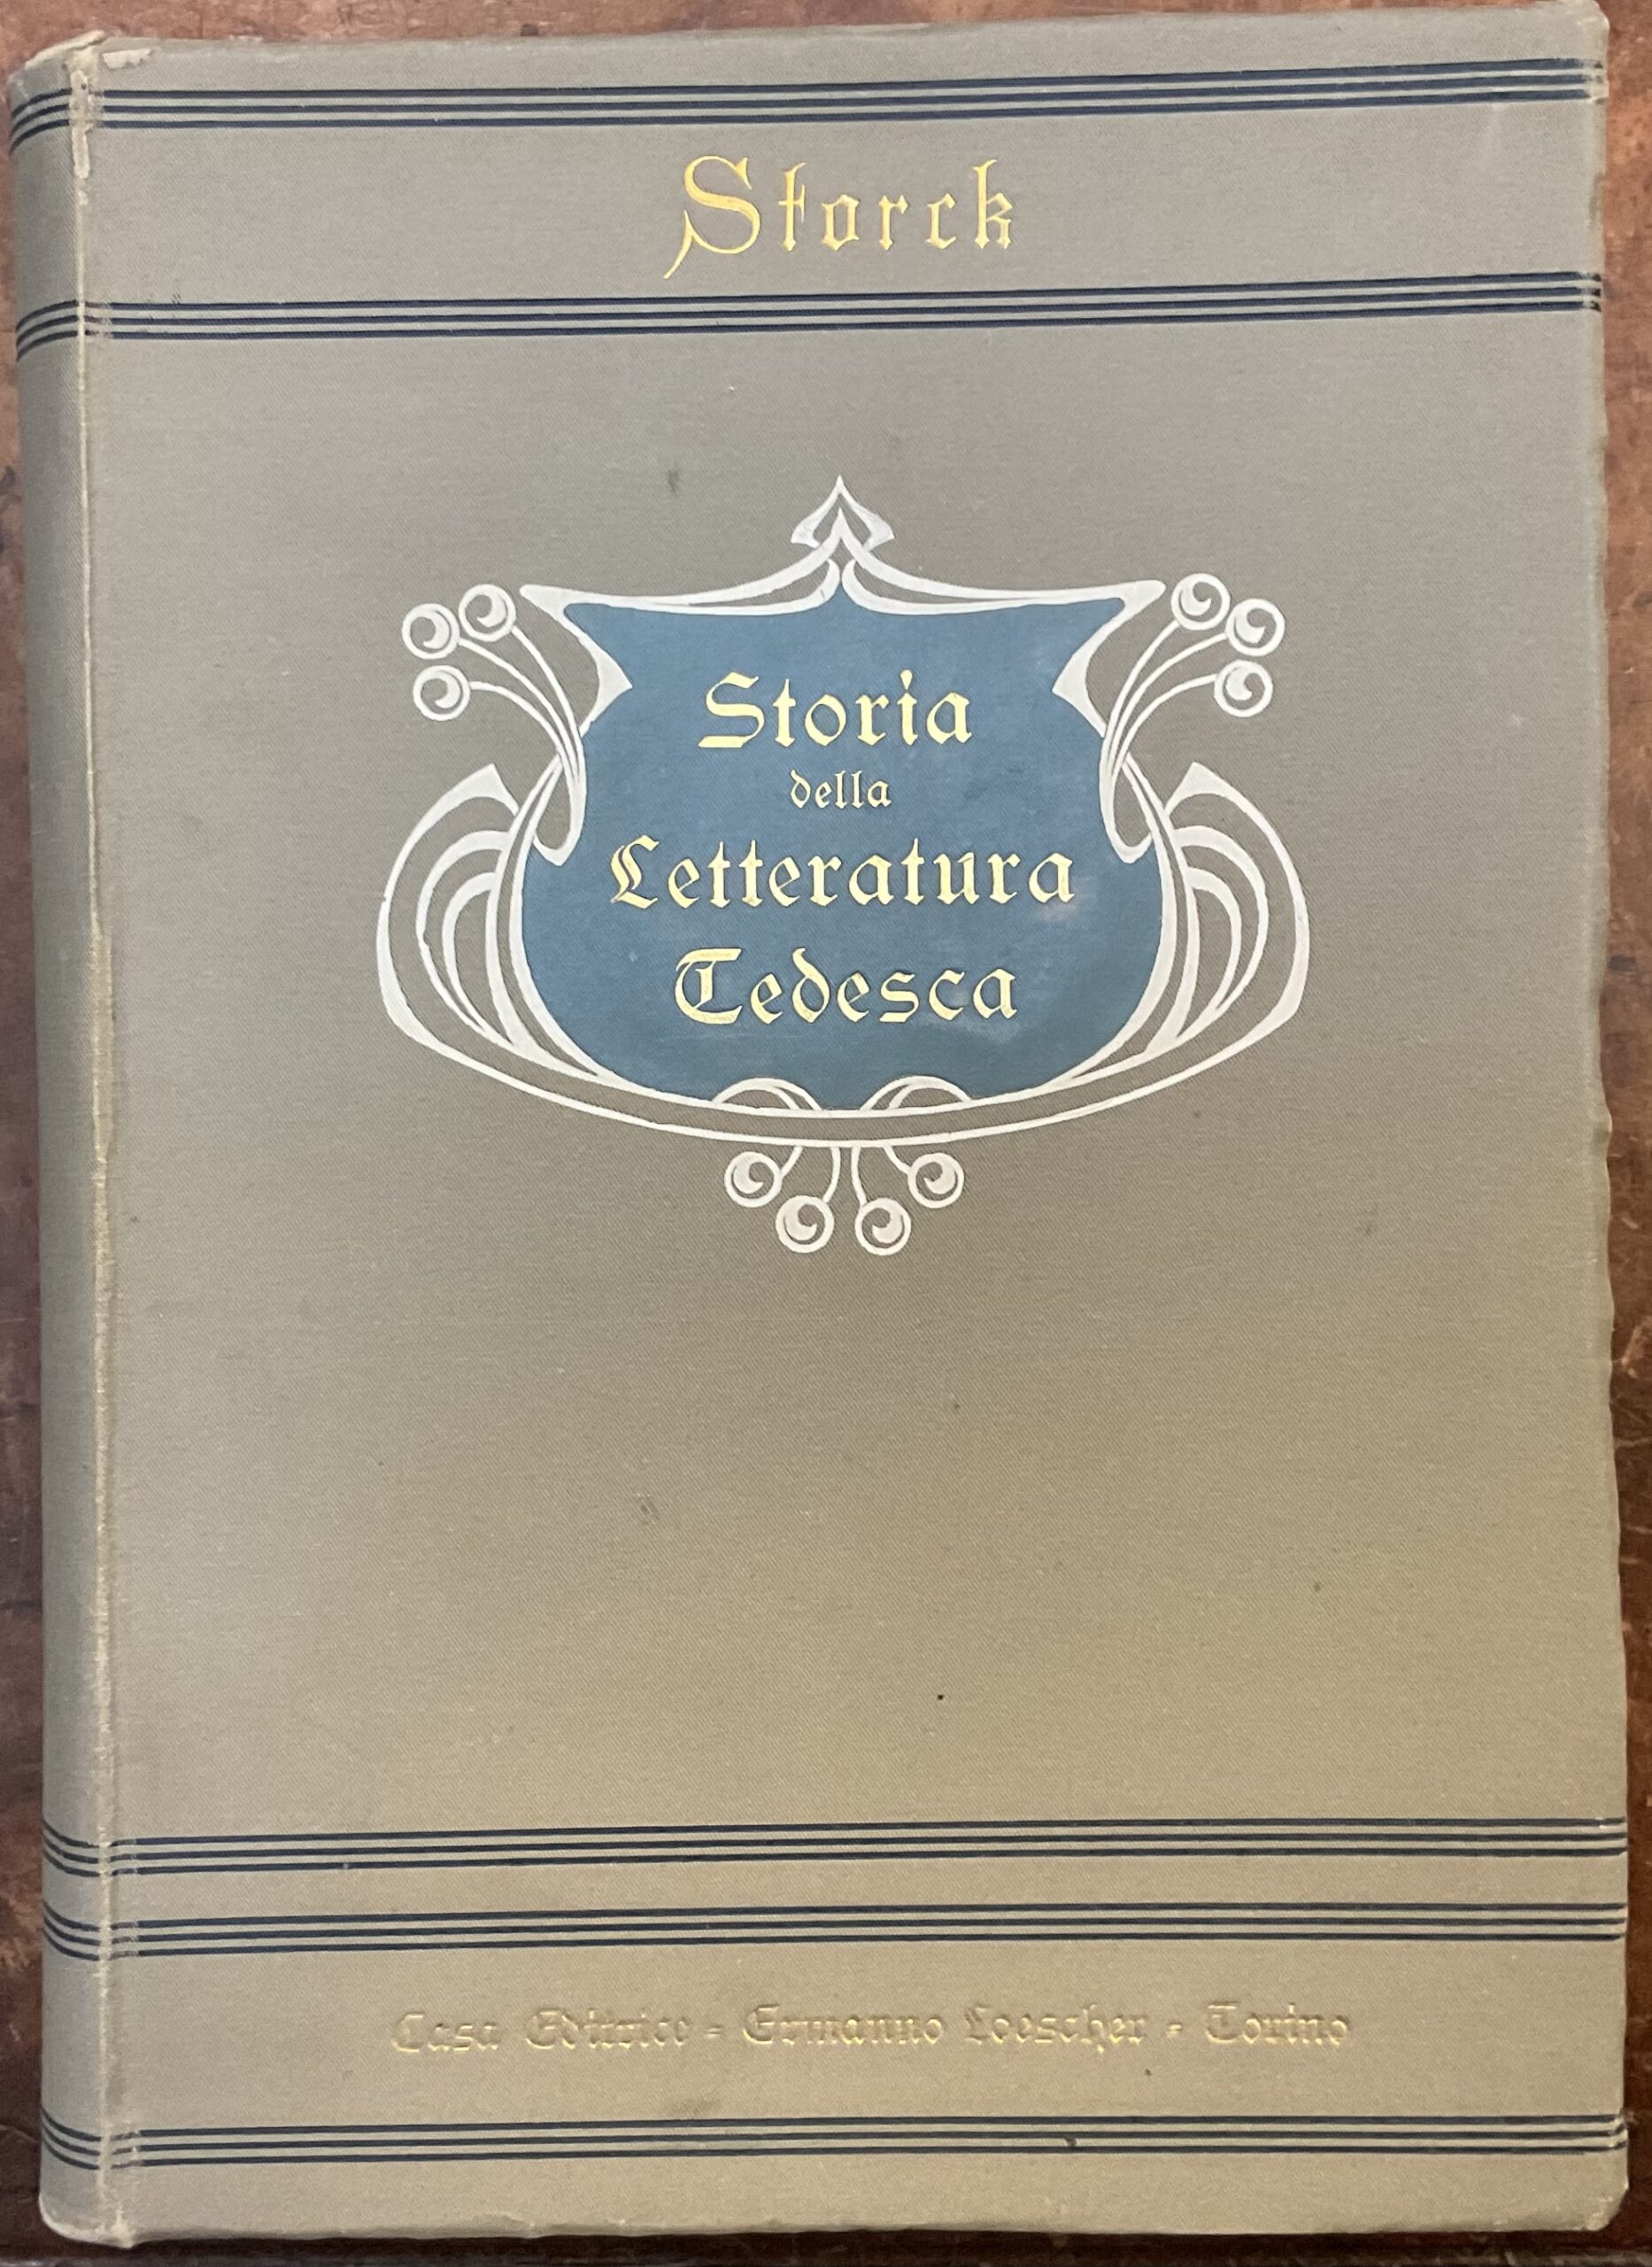 Storck
Storia
della
Letteratura
Tedesca
Casa Editrice - Ermanno Loescher - Torino